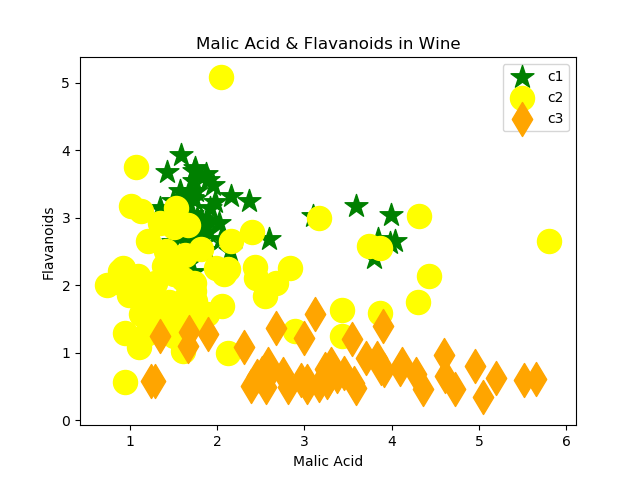 Malic Acid & Flavanoids in Wine
c1
c2
c3
Flavanoids
5
4
3
2
1
0
1 2 3 4 5 6
Malic Acid